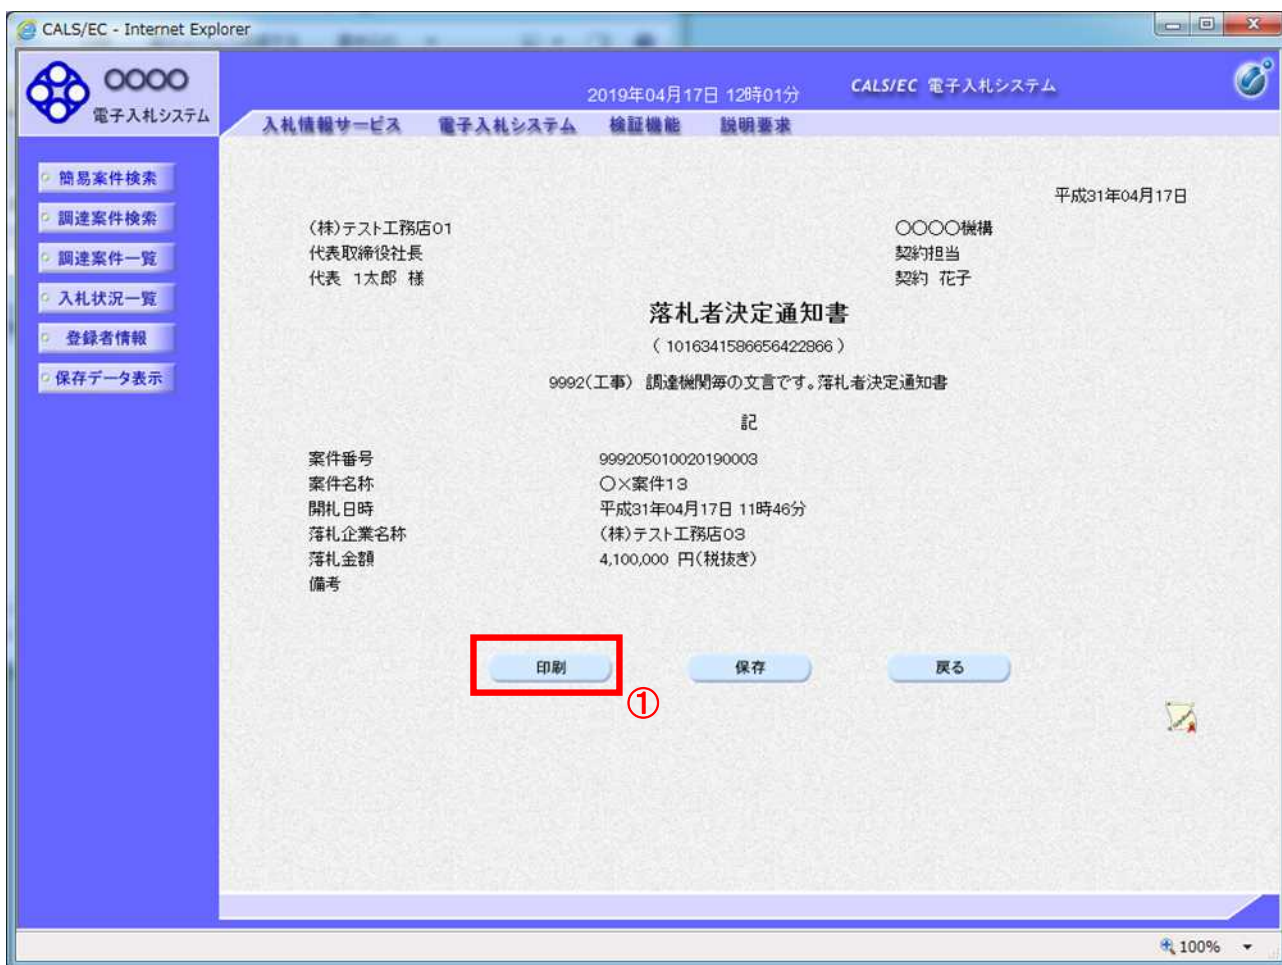 CALS/EC - Internet Explorer
〇〇〇〇
電子入札システム
2019年04月17日 12時01分
CALS/EC 電子入札システム
入札情報サービス 電子入札システム 検証機能 説明要求
簡易案件検索
調達案件検索
調達案件一覧
入札状況一覧
登録者情報
保存データ表示
平成31年04月17日
(株)テスト工務店01
代表取締役社長
代表 1太郎 様
〇〇〇〇機構
契約担当
契約 花子
落札者決定通知書
(1016341586656422866)
9992(工事) 調達機関毎の文言です。落札者決定通知書
記
案件番号 999205010020190003
案件名称 〇×案件13
開札日時 平成31年04月17日 11時46分
落札企業名称 (株)テスト工務店03
落札金額 4,100,000 円(税抜き)
備考
印刷 保存 戻る
①
100%